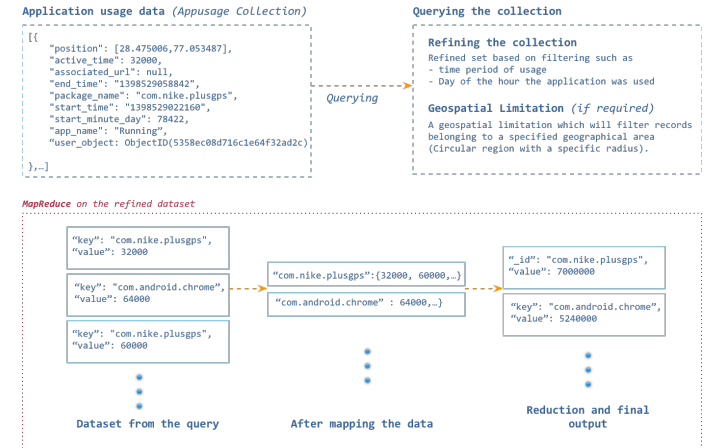 Application usage data (Appusage Collection)
[{
"position": [28.475006,77.053487],
"active_time": 32000,
"associated_url": null,
"end_time": "1398529058842",
"package_name": "com.nike.plusgps",
"start_time": "1398529022160",
"start_minute_day": 78422,
"app_name": "Running”,
“user_object: ObjectID(5358ec08d716c1e64f32ad2c)
},…]
Querying
Querying the collection
Refining the collection
Refined set based on filtering such as
- time period of usage
- Day of the hour the application was used
Geospatial Limitation (if required)
A geospatial limitation which will filter records
belonging to a specified geographical area
(Circular region with a specific radius).
MapReduce on the refined dataset
“key”: "com.nike.plusgps",
“value”: 32000
“key”: "com.android.chrome”,
“value”: 64000
“key”: "com.nike.plusgps",
“value”: 60000
Dataset from the query
“com.nike.plusgps”:{32000, 60000,…}
“com.android.chrome” : 64000,…}
After mapping the data
“_id”: "com.nike.plusgps",
“value”: 7000000
“key”: "com.android.chrome”,
“value”: 5240000
Reduction and final
output